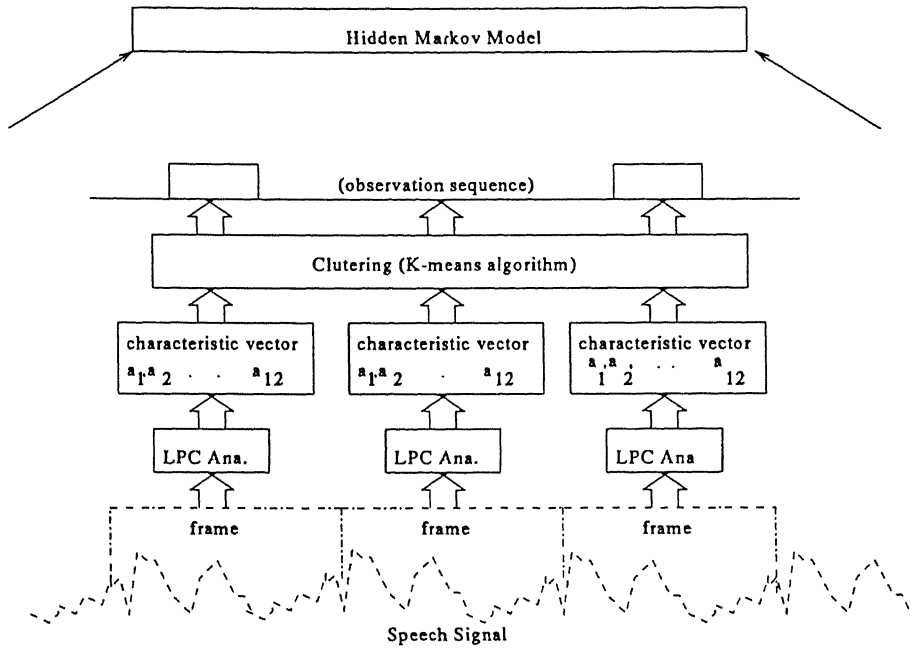 Hidden Markov Model
(observation sequence)
Clutering (K-means algorithm)
characteristic vector characteristic vector characteristic vector
a1,a2 . . a12 a1,a2 . a12 a1,a2, .. a12
LPC Ana. LPC Ana. LPC Ana
frame frame frame
Speech Signal